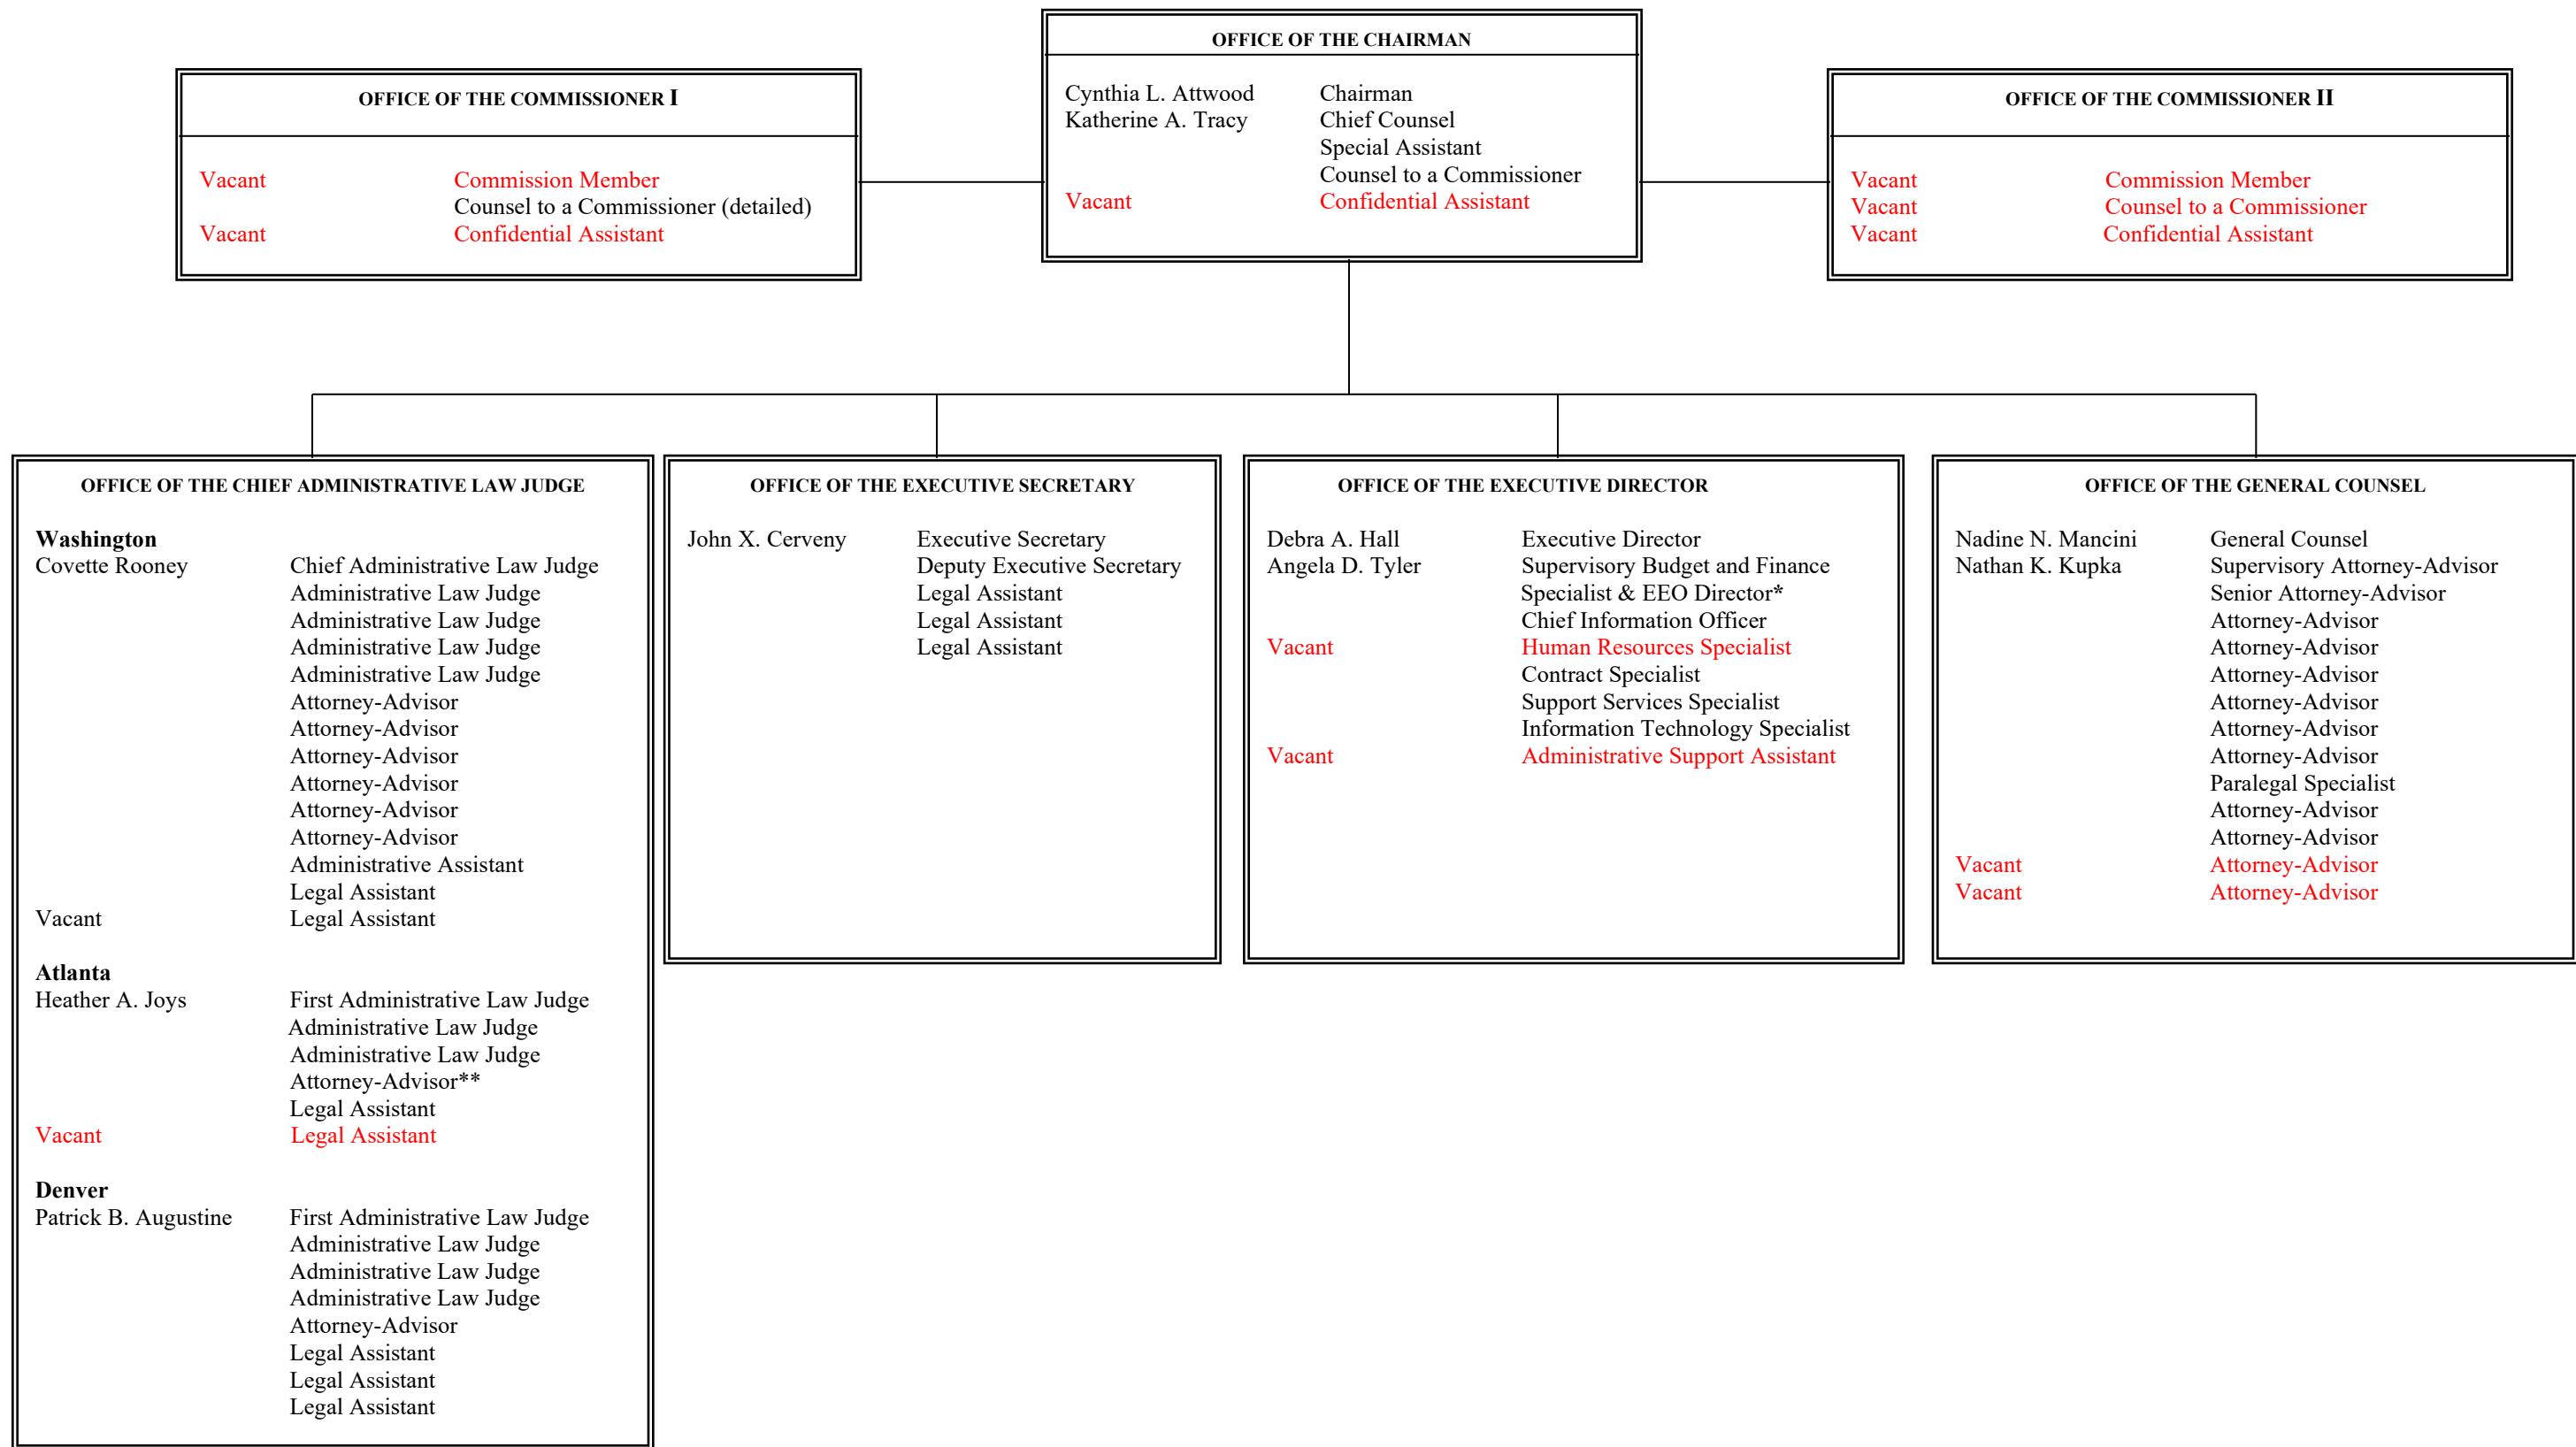 OFFICE OF THE CHAIRMAN
Cynthia L. Attwood Chairman
Katherine A. Tracy Chief Counsel
Special Assistant
Counsel to a Commissioner
Vacant Confidential Assistant
OFFICE OF THE COMMISSIONER I
Vacant Commission Member
Counsel to a Commissioner (detailed)
Vacant Confidential Assistant
OFFICE OF THE COMMISSIONER II
Vacant Commission Member
Vacant Counsel to a Commissioner
Vacant Confidential Assistant
OFFICE OF THE CHIEF ADMINISTRATIVE LAW JUDGE
Washington
Covette Rooney Chief Administrative Law Judge
Administrative Law Judge
Administrative Law Judge
Administrative Law Judge
Administrative Law Judge
Attorney-Advisor
Attorney-Advisor
Attorney-Advisor
Attorney-Advisor
Attorney-Advisor
Attorney-Advisor
Administrative Assistant
Legal Assistant
Vacant Legal Assistant
Atlanta
Heather A. Joys First Administrative Law Judge
Administrative Law Judge
Administrative Law Judge
Attorney-Advisor**
Legal Assistant
Vacant Legal Assistant
Denver
Patrick B. Augustine First Administrative Law Judge
Administrative Law Judge
Administrative Law Judge
Administrative Law Judge
Attorney-Advisor
Legal Assistant
Legal Assistant
Legal Assistant
OFFICE OF THE EXECUTIVE SECRETARY
John X. Cerveny Executive Secretary
Deputy Executive Secretary
Legal Assistant
Legal Assistant
Legal Assistant
OFFICE OF THE EXECUTIVE DIRECTOR
Debra A. Hall Executive Director
Angela D. Tyler Supervisory Budget and Finance
Specialist & EEO Director*
Chief Information Officer
Vacant Human Resources Specialist
Contract Specialist
Support Services Specialist
Information Technology Specialist
Vacant Administrative Support Assistant
OFFICE OF THE GENERAL COUNSEL
Nadine N. Mancini General Counsel
Nathan K. Kupka Supervisory Attorney-Advisor
Senior Attorney-Advisor
Attorney-Advisor
Attorney-Advisor
Attorney-Advisor
Attorney-Advisor
Attorney-Advisor
Attorney-Advisor
Paralegal Specialist
Attorney-Advisor
Attorney-Advisor
Vacant Attorney-Advisor
Vacant Attorney-Advisor